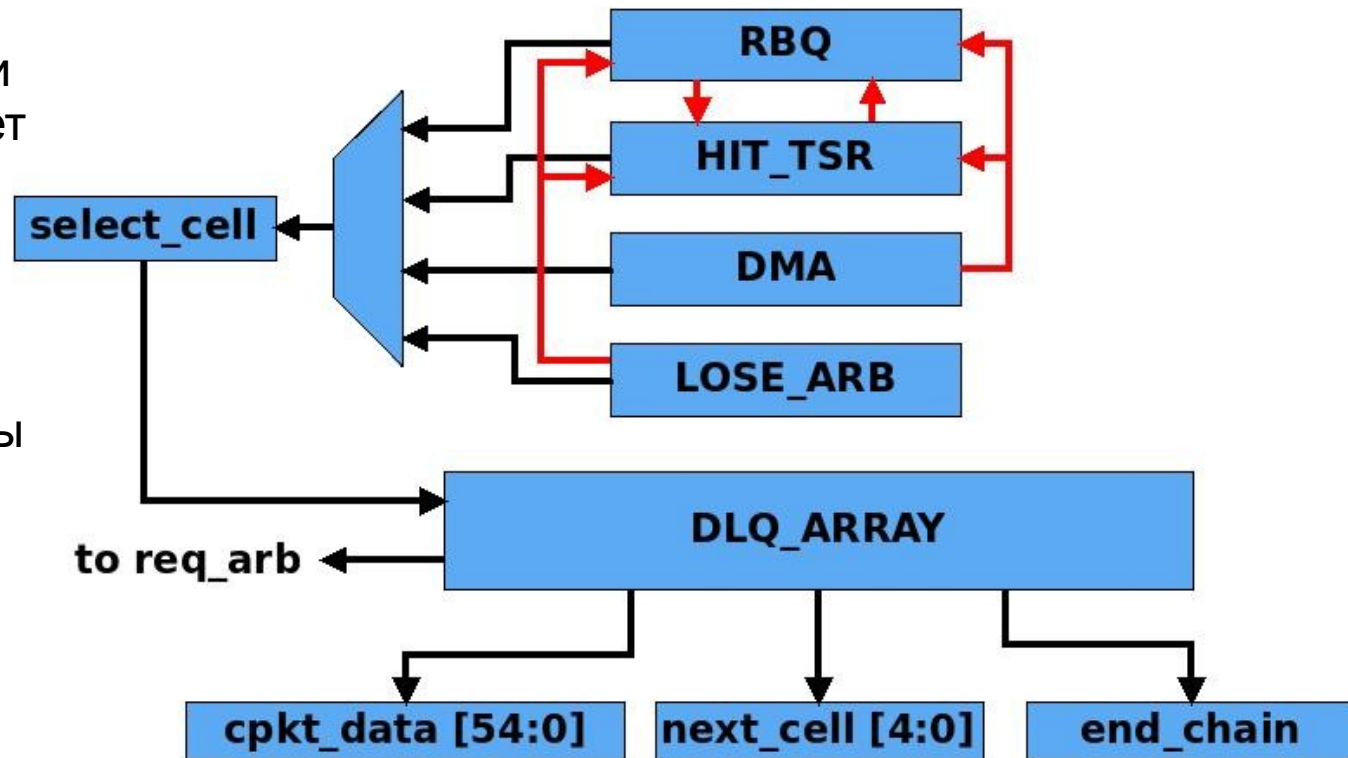 RBQ
HIT_TSR
select_cell
DMA
LOSE_ARB
DLQ_ARRAY
to req_arb
cpkt_data [54:0]
next_cell [4:0]
end_chain